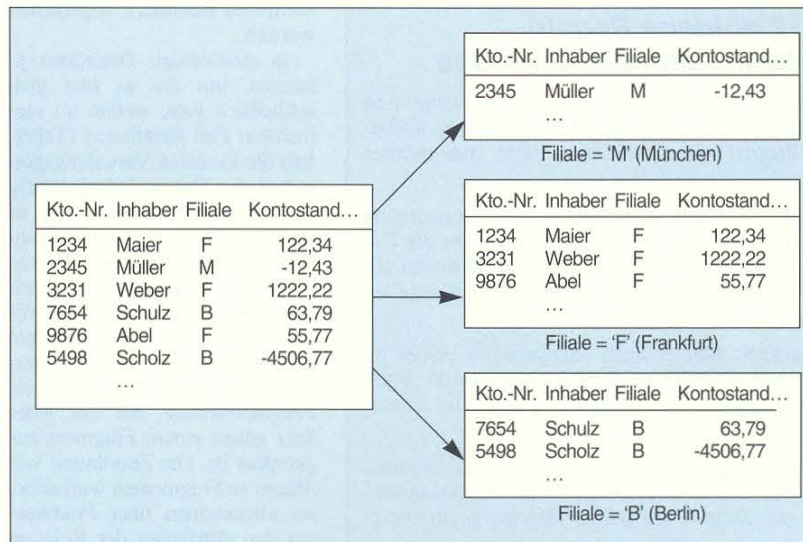 Kto.-Nr. Inhaber Filiale Kontostand...
2345 Müller M -12,43
...
Filiale = 'M' (München)
Kto.-Nr. Inhaber Filiale Kontostand...
1234 Maier F 122,34
2345 Müller M -12,43
3231 Weber F 1222,22
7654 Schulz B 63,79
9876 Abel F 55,77
5498 Scholz B -4506,77
...
Kto.-Nr. Inhaber Filiale Kontostand...
1234 Maier F 122,34
3231 Weber F 1222,22
9876 Abel F 55,77
...
Filiale = 'F' (Frankfurt)
Kto.-Nr. Inhaber Filiale Kontostand...
7654 Schulz B 63,79
5498 Scholz B -4506,77
...
Filiale = 'B' (Berlin)